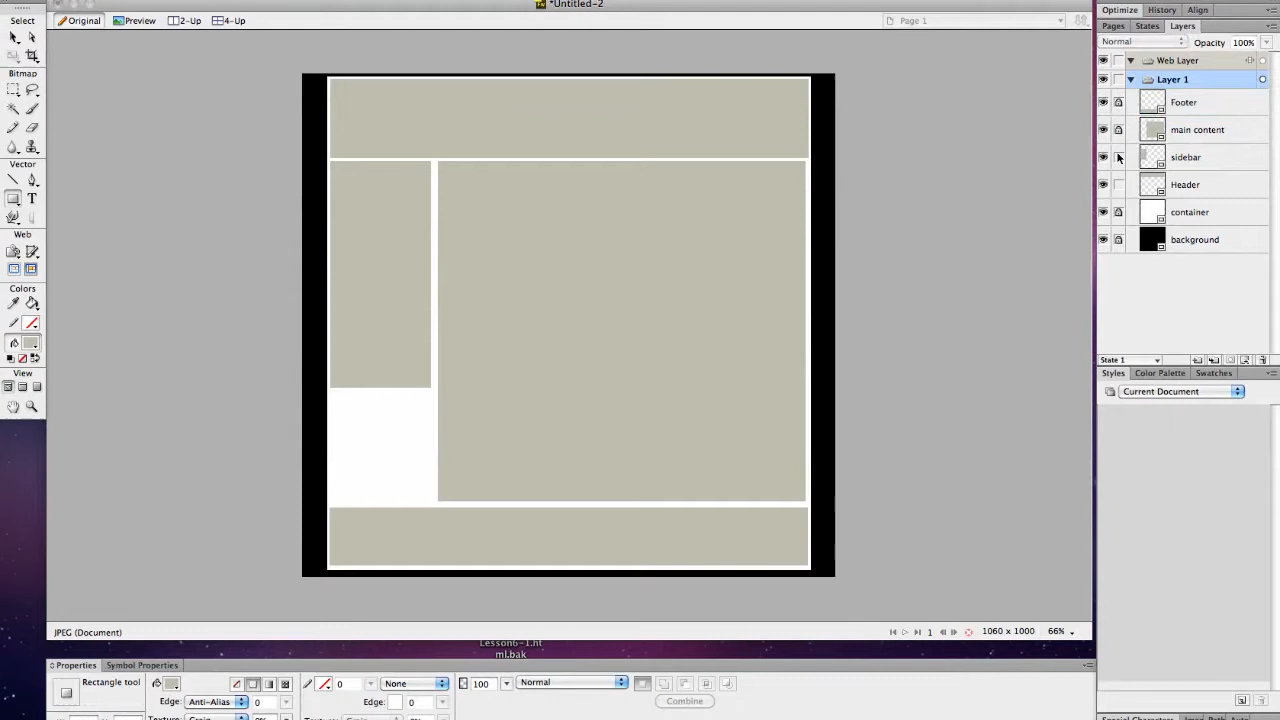 *Untitled-2
Select
Original Preview 2-Up 4-Up Page 1
Optimize History Align
Pages States Layers
Normal Opacity 100%
Web Layer
Layer 1
Footer
main content
sidebar
Header
container
background
Bitmap
Vector
Web
Colors
View
State 1
Styles Color Palette Swatches
Current Document
JPEG (Document) 1 1060 x 1000 66%
Lesson6-1.ht
ml.bak
Properties Symbol Properties
Rectangle tool
0 None 100 Normal
Edge: Anti-Alias 0 Edge: 0 Combine